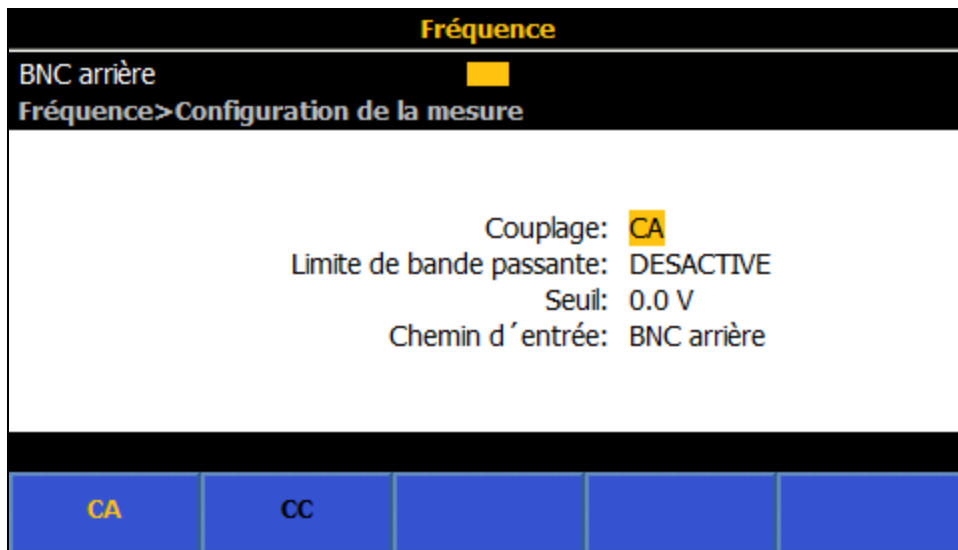 Fréquence
BNC arrière
Fréquence>Configuration de la mesure
Couplage: CA
Limite de bande passante: DESACTIVE
Seuil: 0.0 V
Chemin d´entrée: BNC arrière
CA CC